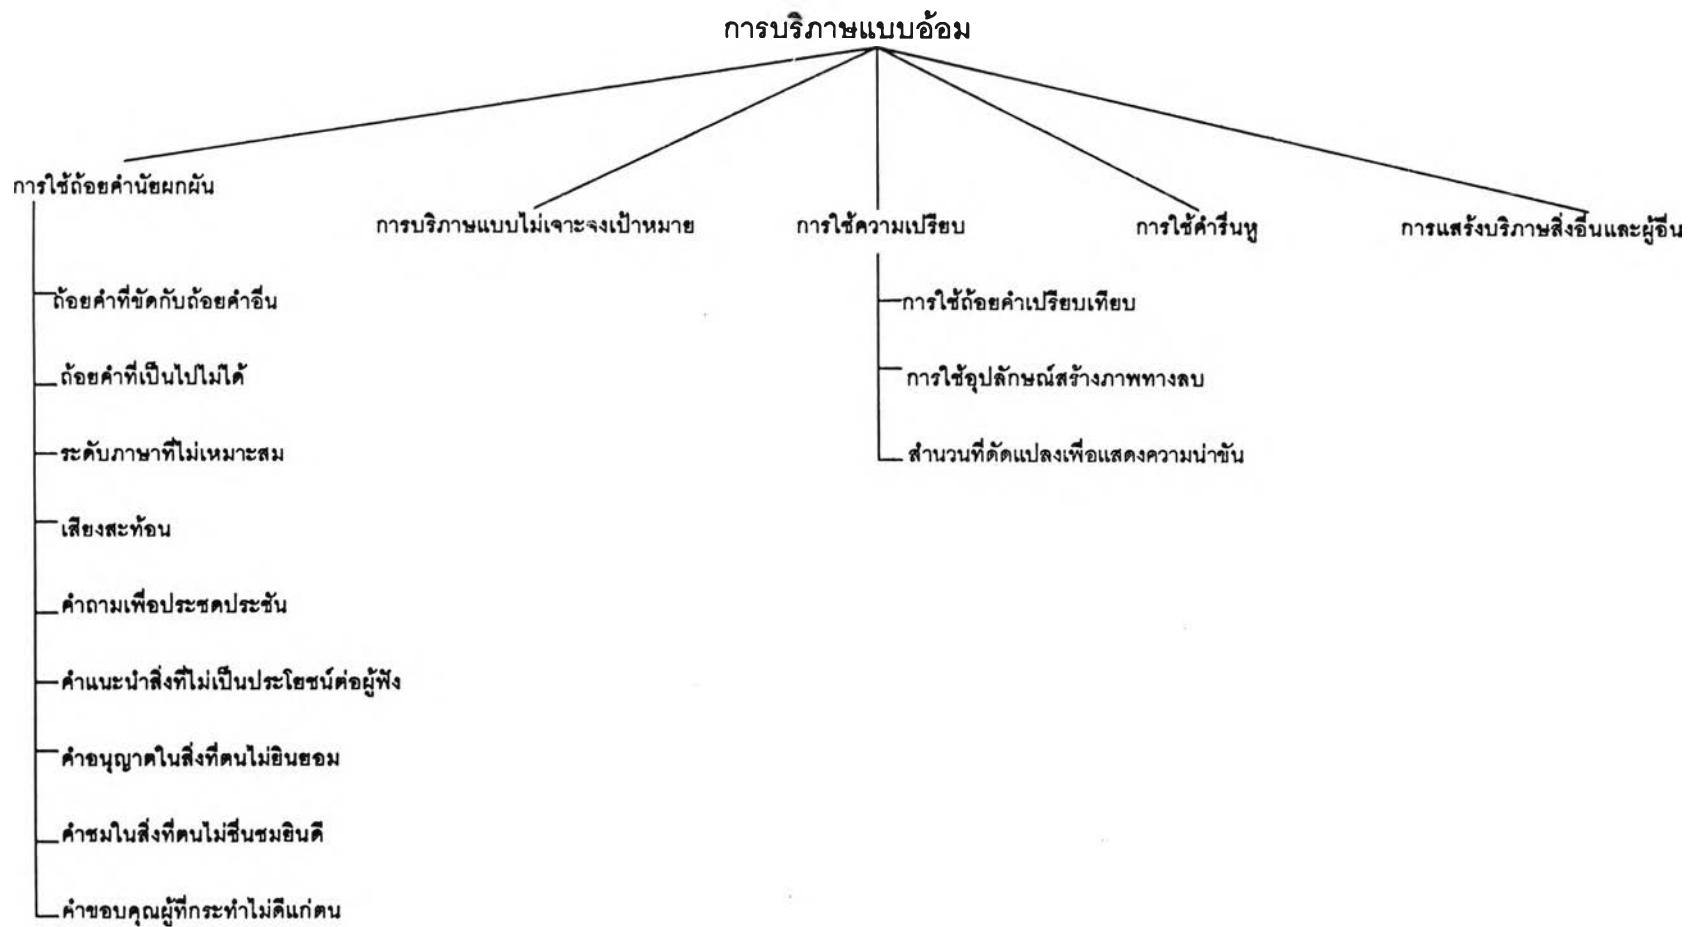 การบริภาษแบบอ้อม
การใช้ถ้อยคำนัยผกผัน
การบริภาษแบบไม่เจาะจงเป้าหมาย
การใช้ความเปรียบ
การใช้คำรื่นหู
การแสร้งบริภาษสิ่งอื่นและผู้อื่น
ถ้อยคำที่ขัดกับถ้อยคำอื่น
ถ้อยคำที่เป็นไปไม่ได้
ระดับภาษาที่ไม่เหมาะสม
เสียงสะท้อน
คำถามเพื่อประชดประชัน
คำแนะนำสิ่งที่ไม่เป็นประโยชน์ต่อผู้ฟัง
คำอนุญาตในสิ่งที่ตนไม่ยินยอม
คำชมในสิ่งที่ตนไม่ชื่นชมยินดี
คำขอบคุณผู้ที่กระทำไม่ดีแก่ตน
การใช้ถ้อยคำเปรียบเทียบ
การใช้อุปลักษณ์สร้างภาพทางลบ
สำนวนที่ดัดแปลงเพื่อแสดงความน่าขัน